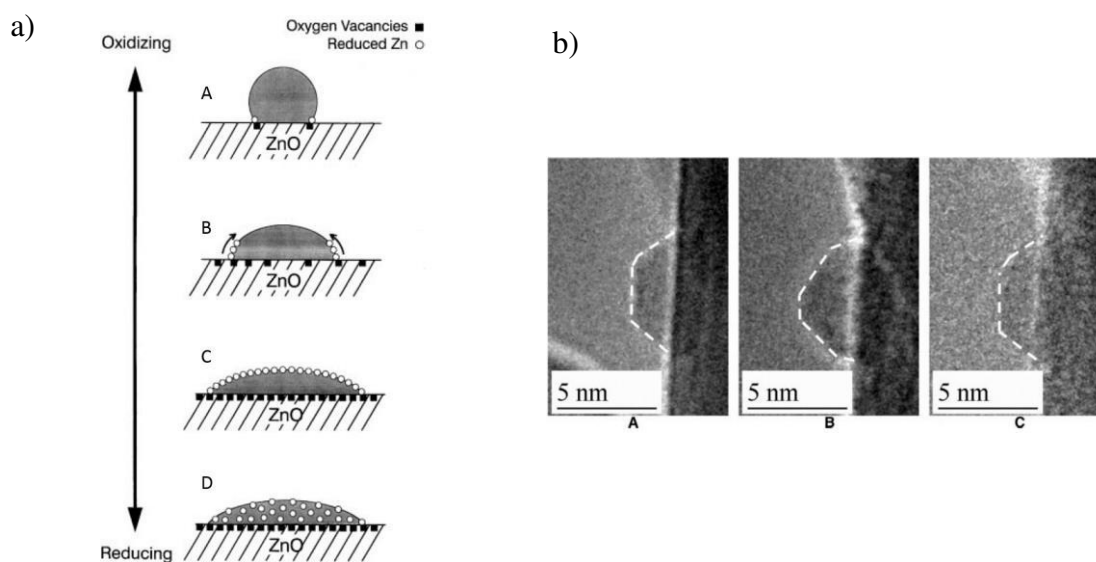 a)
Oxygen Vacancies ■
Reduced Zn ○
Oxidizing
A
ZnO
B
ZnO
C
ZnO
D
ZnO
Reducing
b)
5 nm
5 nm
5 nm
A
B
C